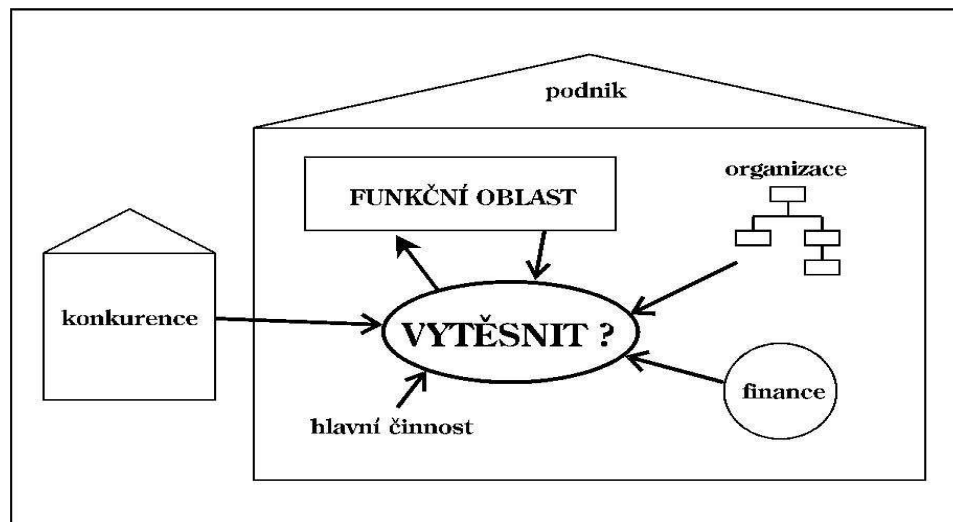 podnik
organizace
FUNKČNÍ OBLAST
konkurence
VYTĚSNIT ?
finance
hlavní činnost